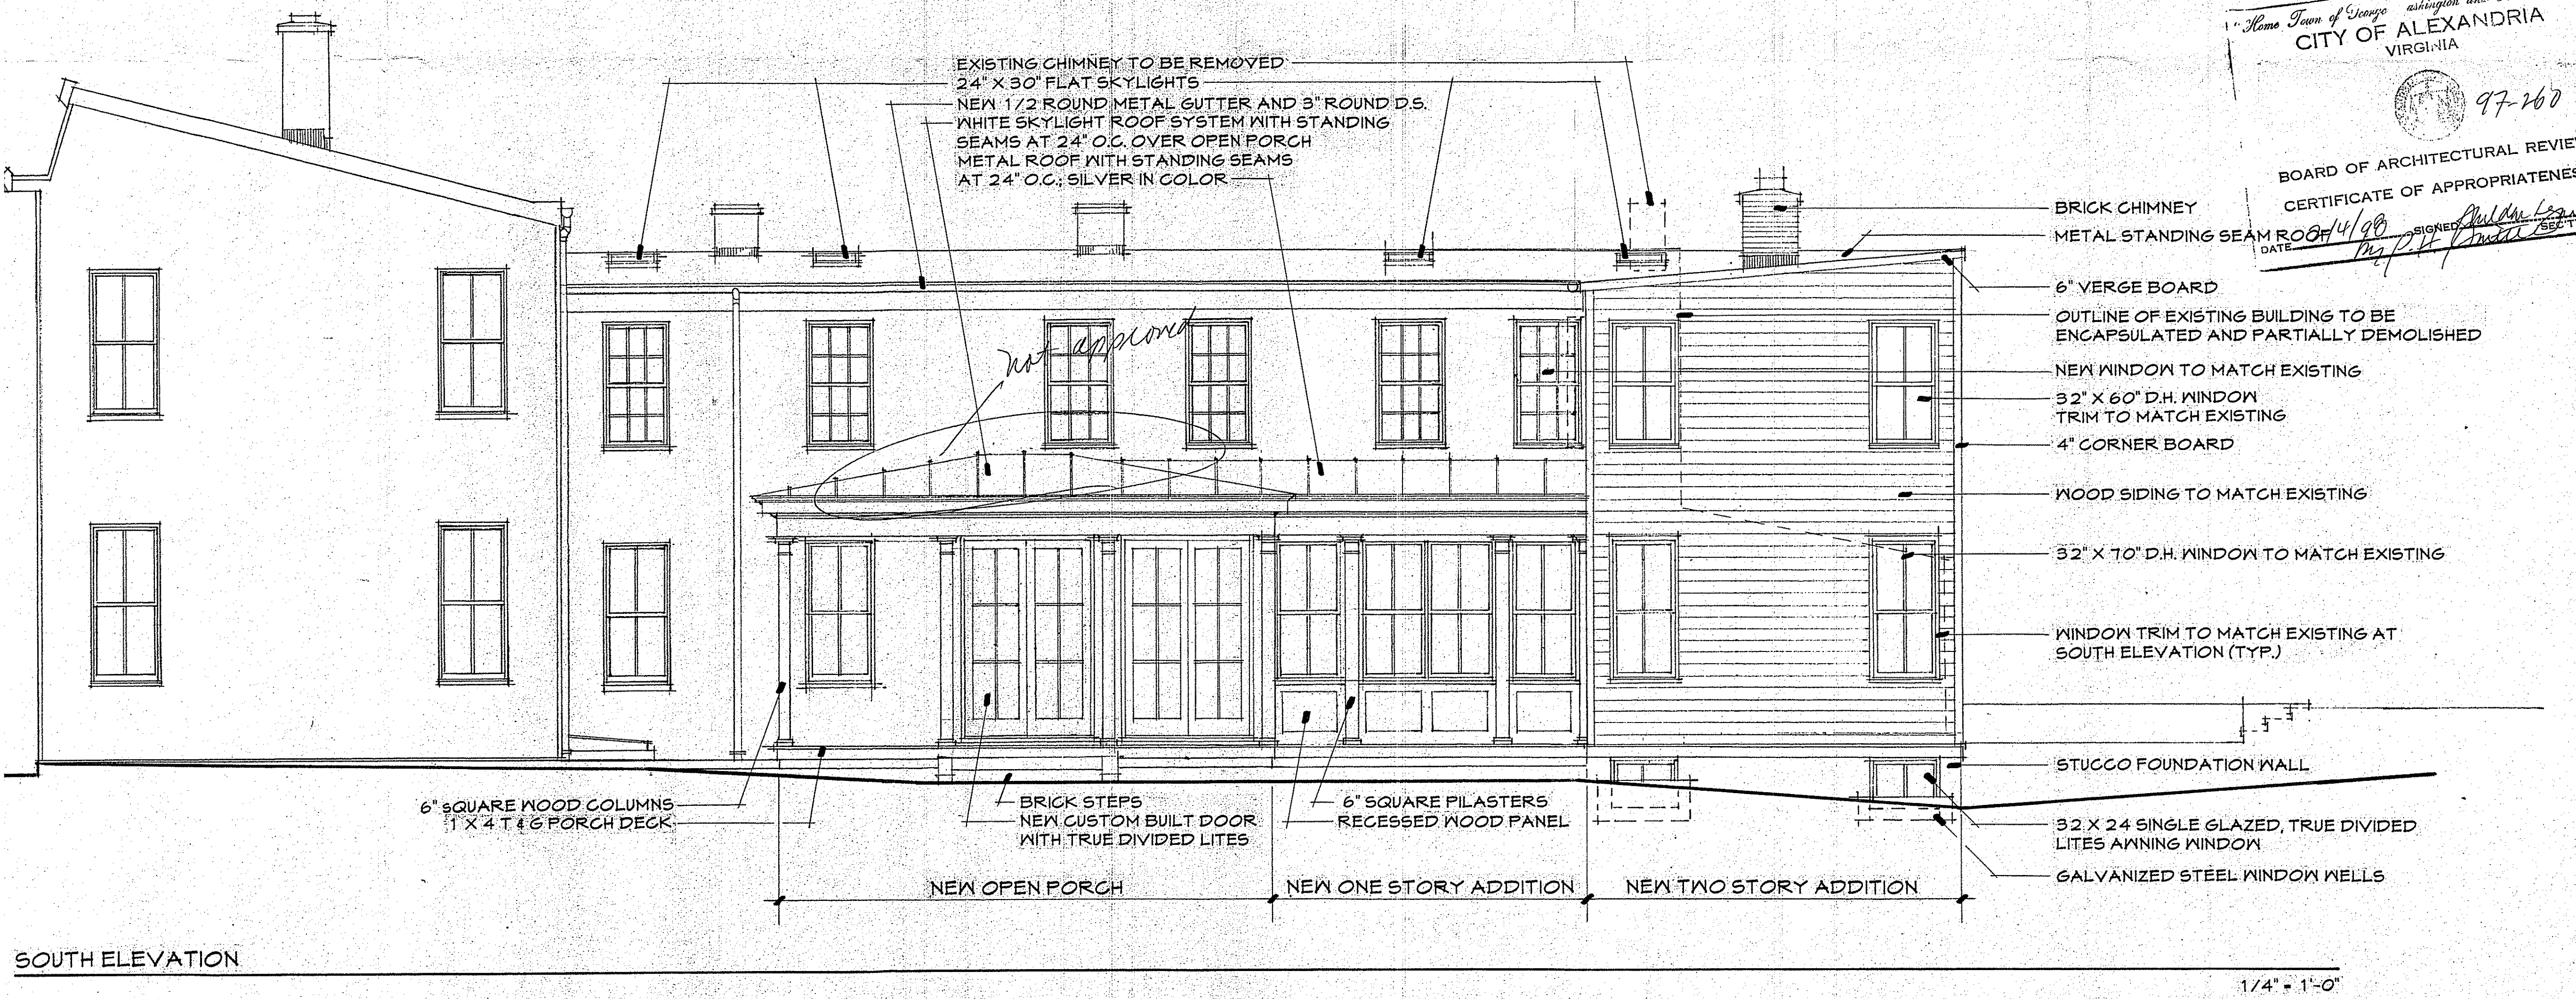 "Home Town of George ashington an
CITY OF ALEXANDRIA
VIRGINIA
97-260
BOARD OF ARCHITECTURAL REVIE
CERTIFICATE OF APPROPRIATENES
DATE 2/4/98 SIGNED
SECT
EXISTING CHIMNEY TO BE REMOVED
24" X 30" FLAT SKYLIGHTS
NEW 1/2 ROUND METAL GUTTER AND 3" ROUND D.S.
WHITE SKYLIGHT ROOF SYSTEM WITH STANDING
SEAMS AT 24" O.C. OVER OPEN PORCH
METAL ROOF WITH STANDING SEAMS
AT 24" O.C.; SILVER IN COLOR
not approved
BRICK CHIMNEY
METAL STANDING SEAM ROOF
6" VERGE BOARD
OUTLINE OF EXISTING BUILDING TO BE
ENCAPSULATED AND PARTIALLY DEMOLISHED
NEW WINDOW TO MATCH EXISTING
32" X 60" D.H. WINDOW
TRIM TO MATCH EXISTING
4" CORNER BOARD
WOOD SIDING TO MATCH EXISTING
32" X 70" D.H. WINDOW TO MATCH EXISTING
WINDOW TRIM TO MATCH EXISTING AT
SOUTH ELEVATION (TYP.)
STUCCO FOUNDATION WALL
32 X 24 SINGLE GLAZED, TRUE DIVIDED
LITES AWNING WINDOW
GALVANIZED STEEL WINDOW WELLS
6" SQUARE WOOD COLUMNS
1 X 4 T & G PORCH DECK
BRICK STEPS
NEW CUSTOM BUILT DOOR
WITH TRUE DIVIDED LITES
6" SQUARE PILASTERS
RECESSED WOOD PANEL
NEW OPEN PORCH
NEW ONE STORY ADDITION
NEW TWO STORY ADDITION
SOUTH ELEVATION
1/4" = 1'-0"